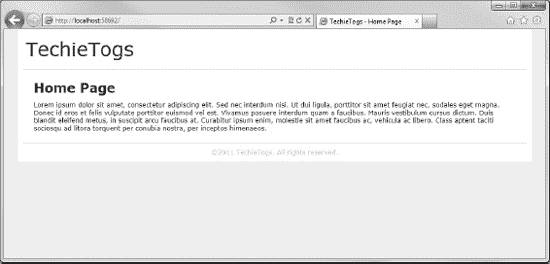 http://localhost:58692/
TechieTogs - Home Page
TechieTogs
Home Page
Lorem ipsum dolor sit amet, consectetur adipiscing elit. Sed nec interdum nisi. Ut dui ligula, porttitor sit amet feugiat nec, sodales eget magna.
Donec id eros et felis vulputate porttitor euismod vel est. Vivamus posuere interdum quam a faucibus. Mauris vestibulum cursus dictum. Duis
blandit eleifend metus, in suscipit arcu faucibus at. Curabitur ipsum enim, molestie sit amet faucibus ac, vehicula ac libero. Class aptent taciti
sociosqu ad litora torquent per conubia nostra, per inceptos himenaeos.
©2011 TechieTogs. All rights reserved.